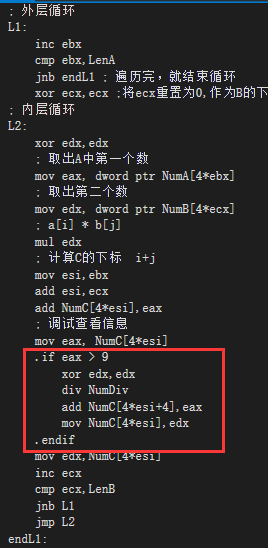 ; 外层循环
L1:
inc ebx
cmp ebx,LenA
jnb endL1 ; 遍历完，就结束循环
xor ecx,ecx ;将ecx重置为0,作为B的下
; 内层循环
L2:
xor edx,edx
; 取出A中第一个数
mov eax, dword ptr NumA[4*ebx]
; 取出第二个数
mov edx, dword ptr NumB[4*ecx]
; a[i] * b[j]
mul edx
; 计算C的下标  i+j
mov esi,ebx
add esi,ecx
add NumC[4*esi],eax
; 调试查看信息
mov eax, NumC[4*esi]
.if eax > 9
xor edx,edx
div NumDiv
add NumC[4*esi+4],eax
mov NumC[4*esi],edx
.endif
mov edx,NumC[4*esi]
inc ecx
cmp ecx,LenB
jnb L1
jmp L2
endL1: